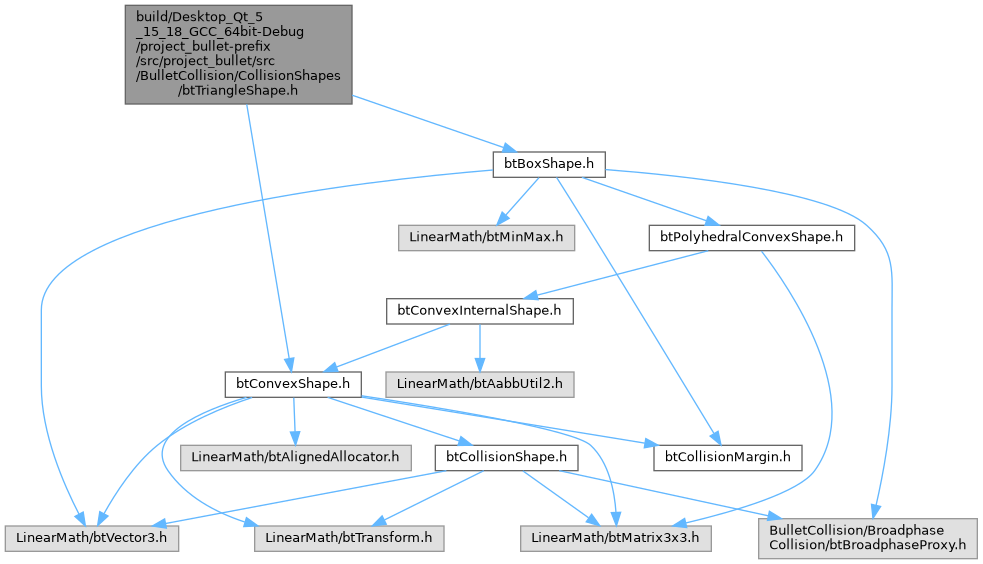 build/Desktop_Qt_5
_15_18_GCC_64bit-Debug
/project_bullet-prefix
/src/project_bullet/src
/BulletCollision/CollisionShapes
/btTriangleShape.h
btBoxShape.h
LinearMath/btMinMax.h
btPolyhedralConvexShape.h
btConvexInternalShape.h
btConvexShape.h
LinearMath/btAabbUtil2.h
LinearMath/btAlignedAllocator.h
btCollisionShape.h
btCollisionMargin.h
LinearMath/btVector3.h
LinearMath/btTransform.h
LinearMath/btMatrix3x3.h
BulletCollision/Broadphase
Collision/btBroadphaseProxy.h